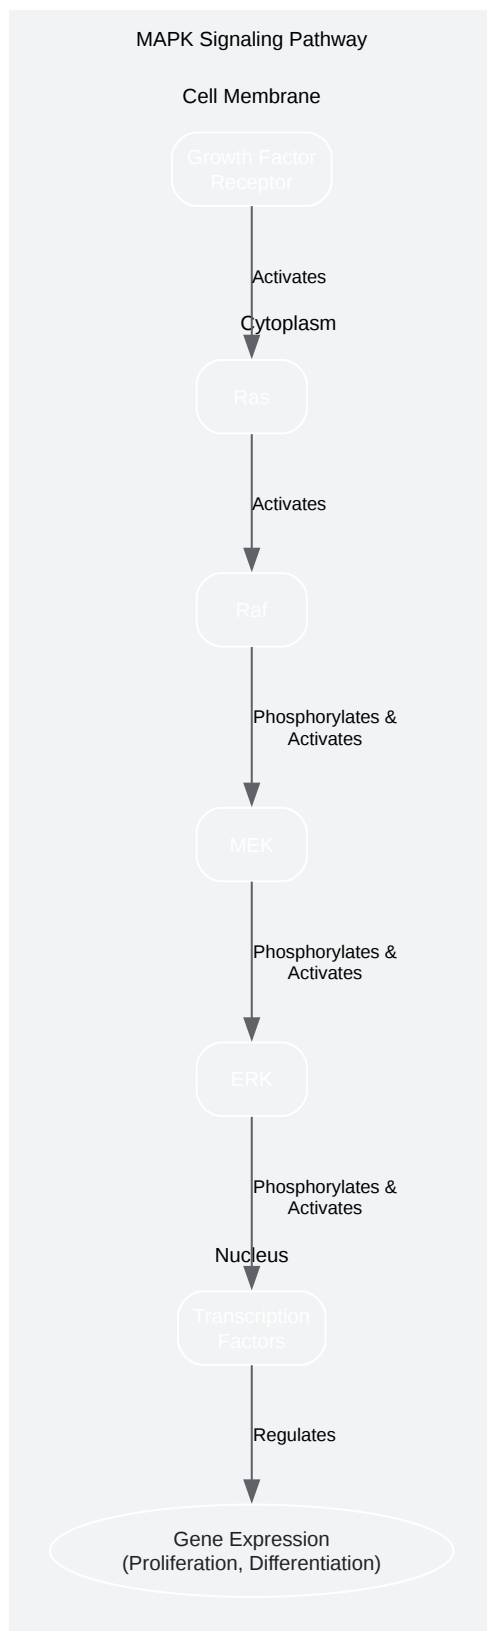 MAPK Signaling Pathway
Cell Membrane
Growth Factor
Receptor
Activates
Cytoplasm
Ras
Activates
Raf
Phosphorylates &
Activates
MEK
Phosphorylates &
Activates
ERK
Phosphorylates &
Activates
Nucleus
Transcription
Factors
Regulates
Gene Expression
(Proliferation, Differentiation)